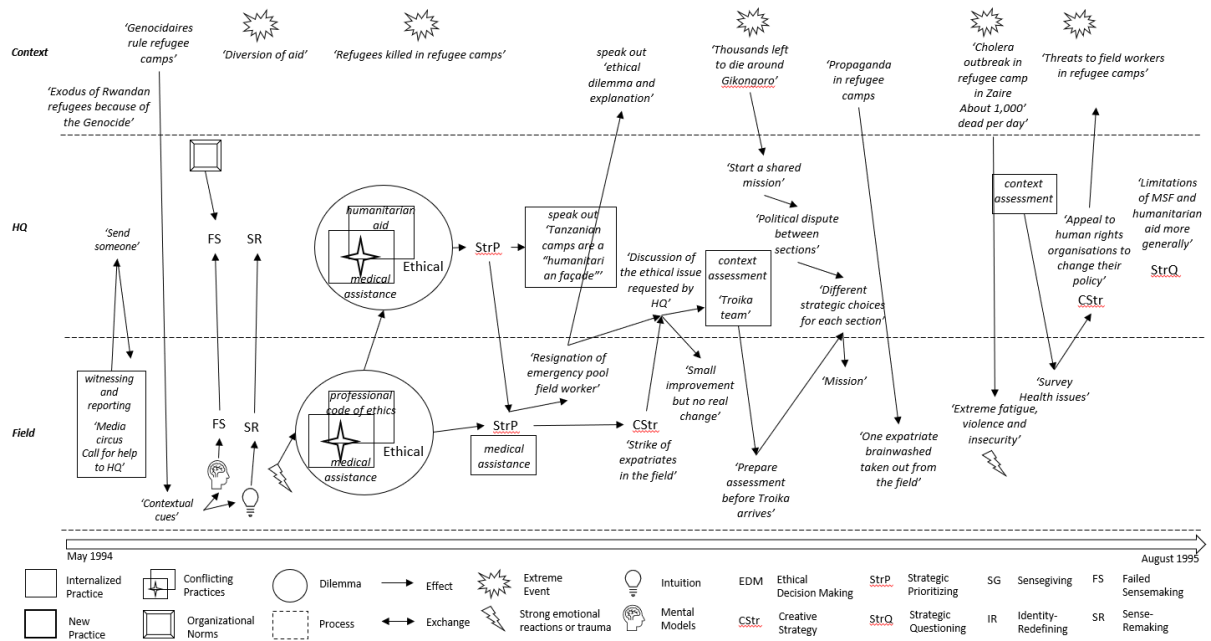 Context
HQ
Field
‘Genocidaires
rule refugee
camps’
‘Exodus of Rwandan
refugees because of
the Genocide’
‘Diversion of aid’
‘Refugees killed in refugee camps’
speak out
‘ethical
dilemma and
explanation’
‘Thousands left
to die around
Gikongoro’
‘Propaganda
in refugee
camps
‘Cholera
outbreak in
refugee camp
in Zaire
About 1,000’
dead per day’
‘Threats to field workers
in refugee camps’
‘Send
someone’
FS
SR
humanitarian
aid
Ethical
medical
assistance
StrP
speak out
‘Tanzanian
camps are a
“humanitari
an façade”’
‘Discussion of
the ethical issue
requested by
HQ’
context
assessment
‘Troika
team’
‘Start a shared
mission’
‘Political dispute
between
sections’
‘Different
strategic choices
for each section’
context
assessment
‘Appeal to
human rights
organisations to
change their
policy’
CStr
‘Limitations
of MSF and
humanitarian
aid more
generally’
StrQ
witnessing
and
reporting
‘Media
circus
Call for help
to HQ’
‘Contextual
cues’
FS
SR
professional
code of ethics
Ethical
medical
assistance
StrP
medical
assistance
‘Resignation of
emergency pool
field worker’
CStr
‘Strike of
expatriates
in the field’
‘Small
improvement
but no real
change’
‘Prepare
assessment
before Troika
arrives’
‘Mission’
‘One expatriate
brainwashed
taken out from
the field’
‘Extreme fatigue,
violence and
insecurity’
‘Survey
Health issues’
May 1994
August 1995
Internalized
Practice
Conflicting
Practices
Dilemma
Effect
Extreme
Event
Intuition
EDM Ethical
Decision Making
StrP Strategic
Prioritizing
SG Sensegiving
FS Failed
Sensemaking
New
Practice
Organizational
Norms
Process
Exchange
Strong emotional
reactions or trauma
Mental
Models
CStr Creative
Strategy
StrQ Strategic
Questioning
IR Identity-
Redefining
SR Sense-
Remaking